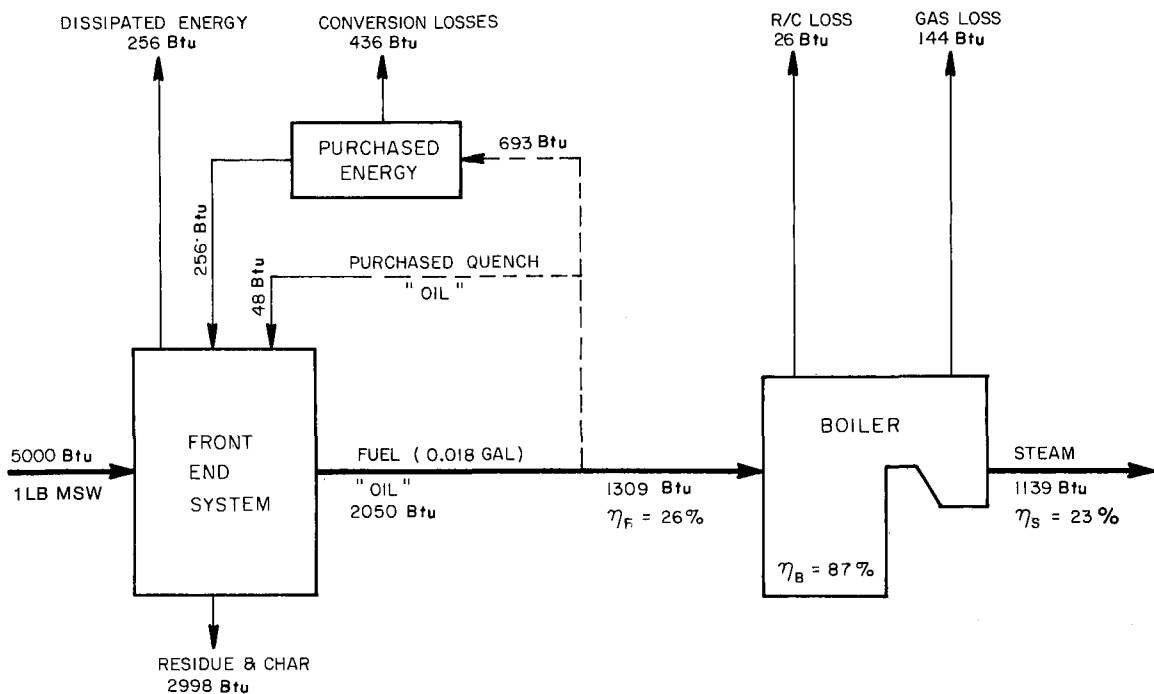 DISSIPATED ENERGY
256 Btu
CONVERSION LOSSES
436 Btu
R/C LOSS
26 Btu
GAS LOSS
144 Btu
PURCHASED
ENERGY
693 Btu
256 Btu
48 Btu
PURCHASED QUENCH
"OIL"
5000 Btu
1LB MSW
FRONT
END
SYSTEM
FUEL (0.018 GAL)
"OIL"
2050 Btu
1309 Btu
ηF = 26%
BOILER
ηB = 87%
STEAM
1139 Btu
ηS = 23%
RESIDUE & CHAR
2998 Btu